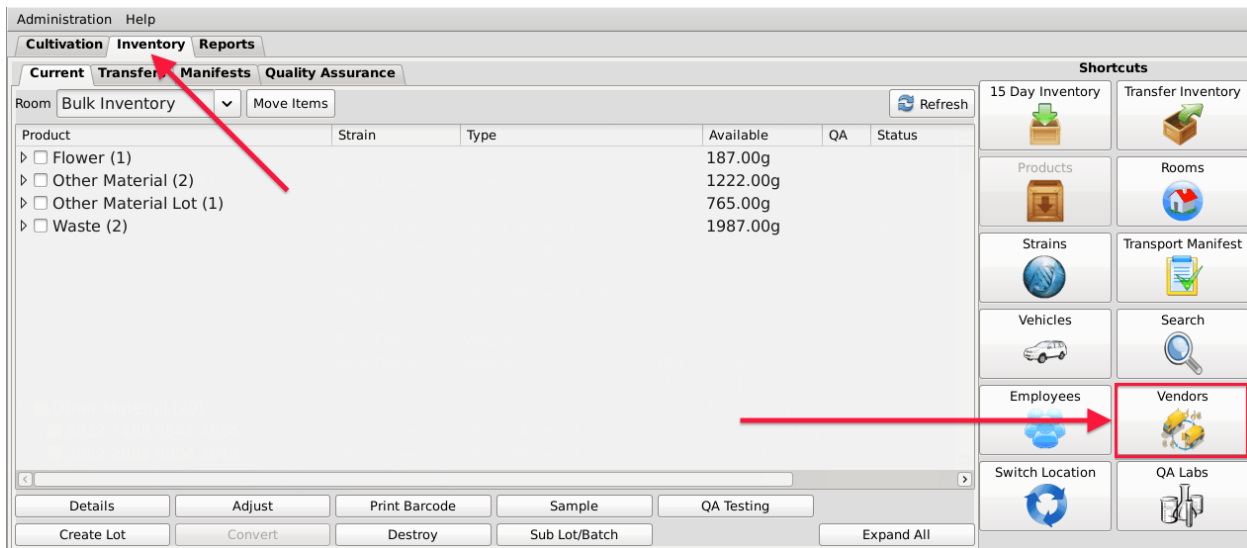 Administration Help
Cultivation Inventory Reports
Current Transfers Manifests Quality Assurance
Room Bulk Inventory Move Items Refresh
Product Strain Type Available QA Status
Flower (1) 187.00g
Other Material (2) 1222.00g
Other Material Lot (1) 765.00g
Waste (2) 1987.00g
Details Adjust Print Barcode Sample QA Testing
Create Lot Convert Destroy Sub Lot/Batch Expand All
Shortcuts
15 Day Inventory Transfer Inventory
Products Rooms
Strains Transport Manifest
Vehicles Search
Employees Vendors
Switch Location QA Labs